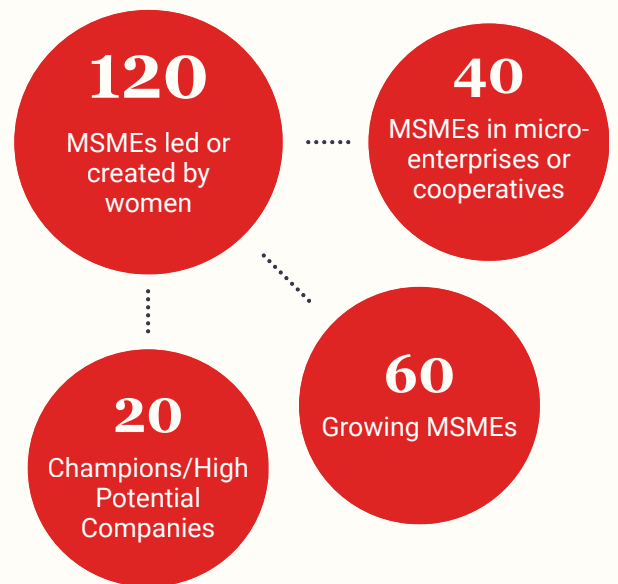 120
MSMEs led or
created by
women
40
MSMEs in micro-
enterprises or
cooperatives
60
Growing MSMEs
20
Champions/High
Potential
Companies